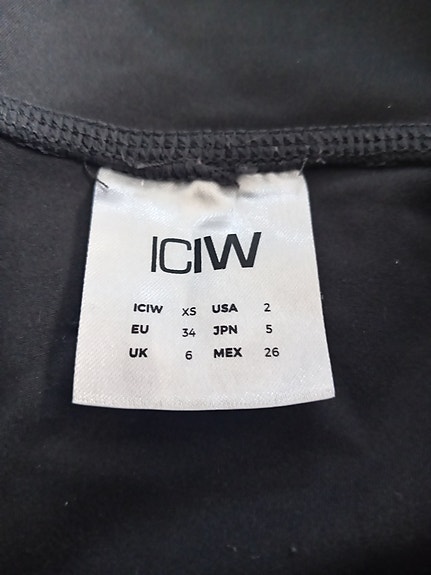 ICIW
ICIW XS USA 2
EU 34 JPN 5
UK 6 MEX 26